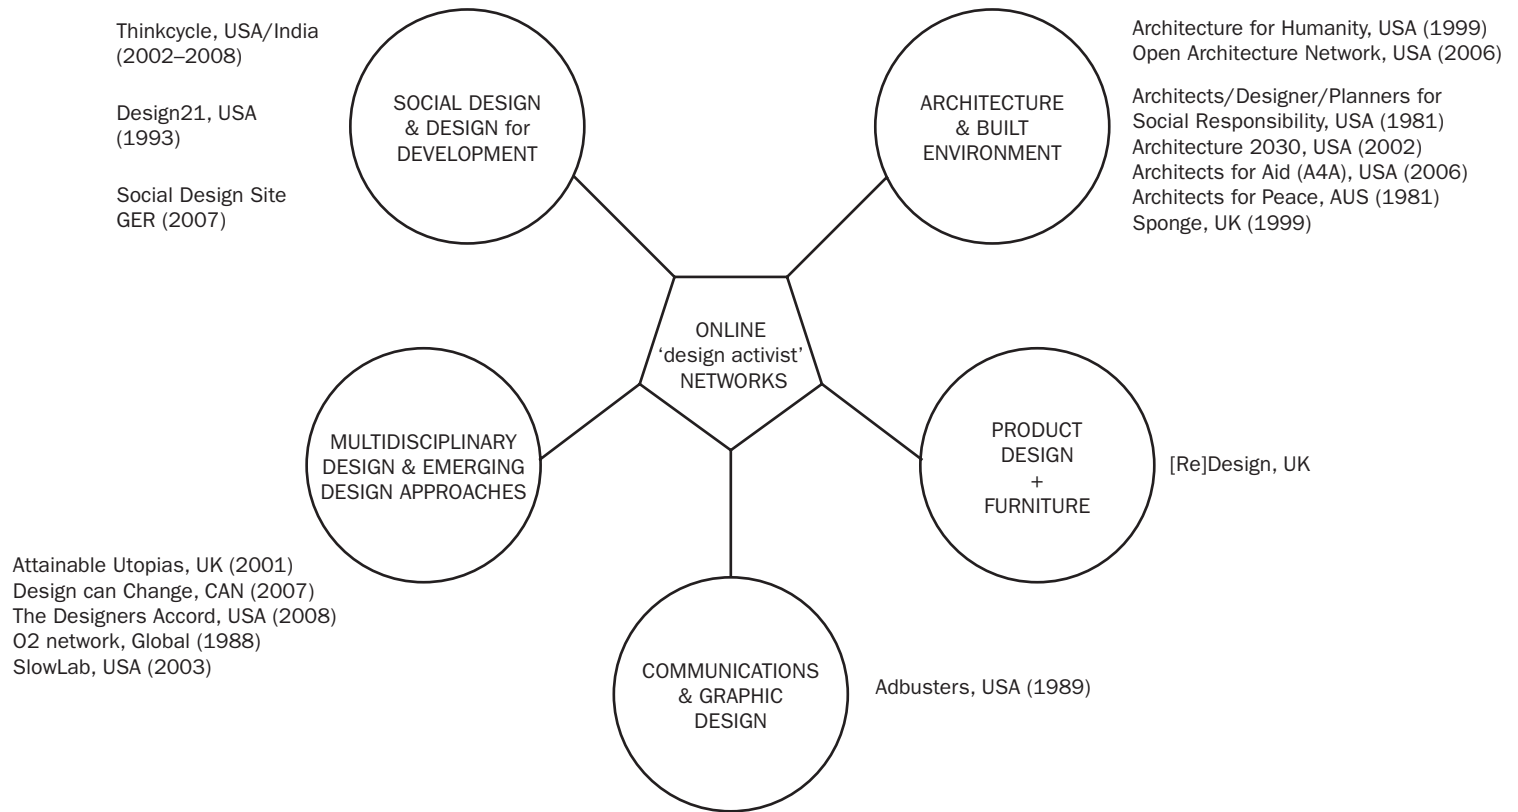 Thinkcycle, USA/India
(2002–2008)
Design21, USA
(1993)
Social Design Site
GER (2007)
SOCIAL DESIGN
& DESIGN for
DEVELOPMENT
ARCHITECTURE
& BUILT
ENVIRONMENT
Architecture for Humanity, USA (1999)
Open Architecture Network, USA (2006)
Architects/Designer/Planners for
Social Responsibility, USA (1981)
Architecture 2030, USA (2002)
Architects for Aid (A4A), USA (2006)
Architects for Peace, AUS (1981)
Sponge, UK (1999)
ONLINE
‘design activist’
NETWORKS
MULTIDISCIPLINARY
DESIGN & EMERGING
DESIGN APPROACHES
PRODUCT
DESIGN
+
FURNITURE
[Re]Design, UK
Attainable Utopias, UK (2001)
Design can Change, CAN (2007)
The Designers Accord, USA (2008)
O2 network, Global (1988)
SlowLab, USA (2003)
COMMUNICATIONS
& GRAPHIC
DESIGN
Adbusters, USA (1989)